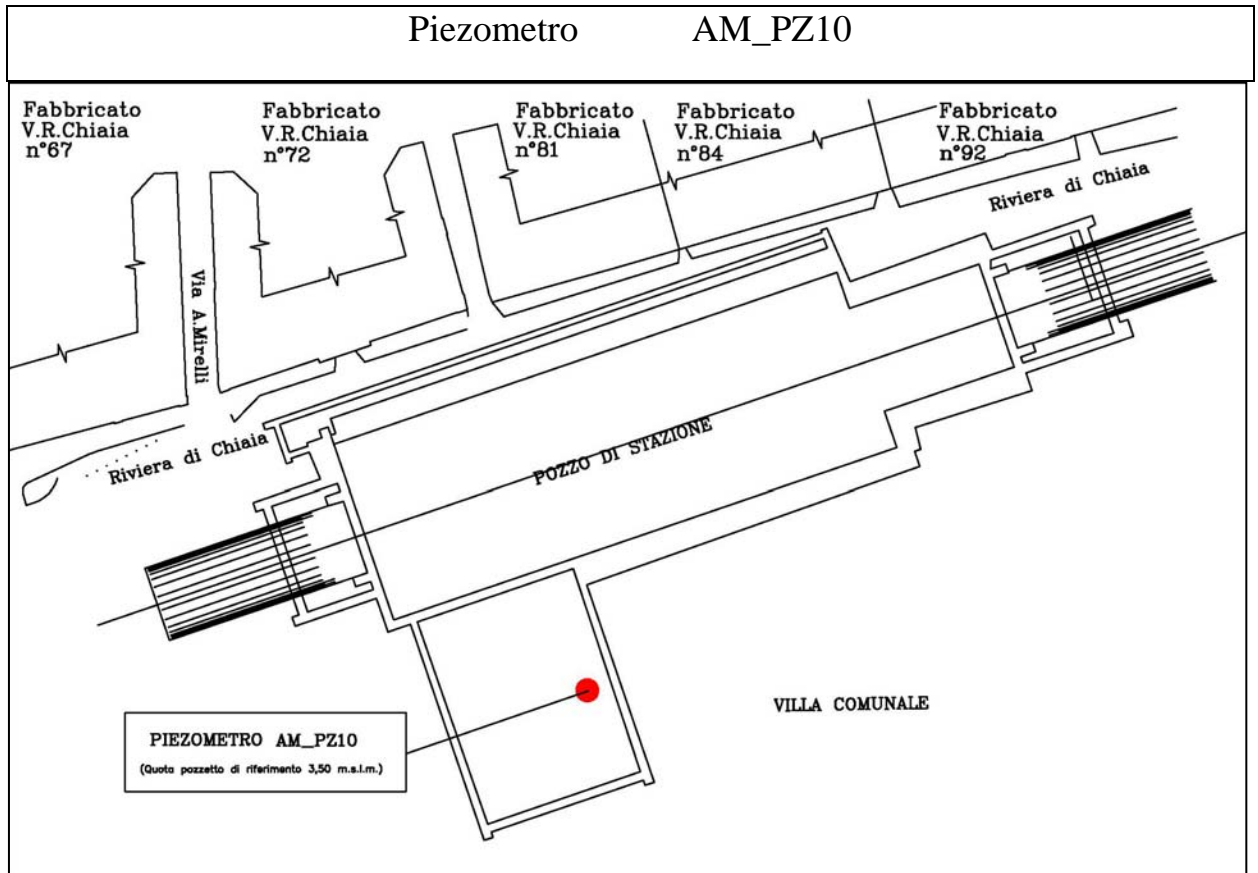 Piezometro AM_PZ10
Fabbricato
V.R.Chiaia
n°67
Fabbricato
V.R.Chiaia
n°72
Fabbricato
V.R.Chiaia
n°81
Fabbricato
V.R.Chiaia
n°84
Fabbricato
V.R.Chiaia
n°92
Riviera di Chiaia
Via A.Mirelli
Riviera di Chiaia
POZZO DI STAZIONE
VILLA COMUNALE
PIEZOMETRO AM_PZ10
(Quota pozzetto di riferimento 3,50 m.s.l.m.)